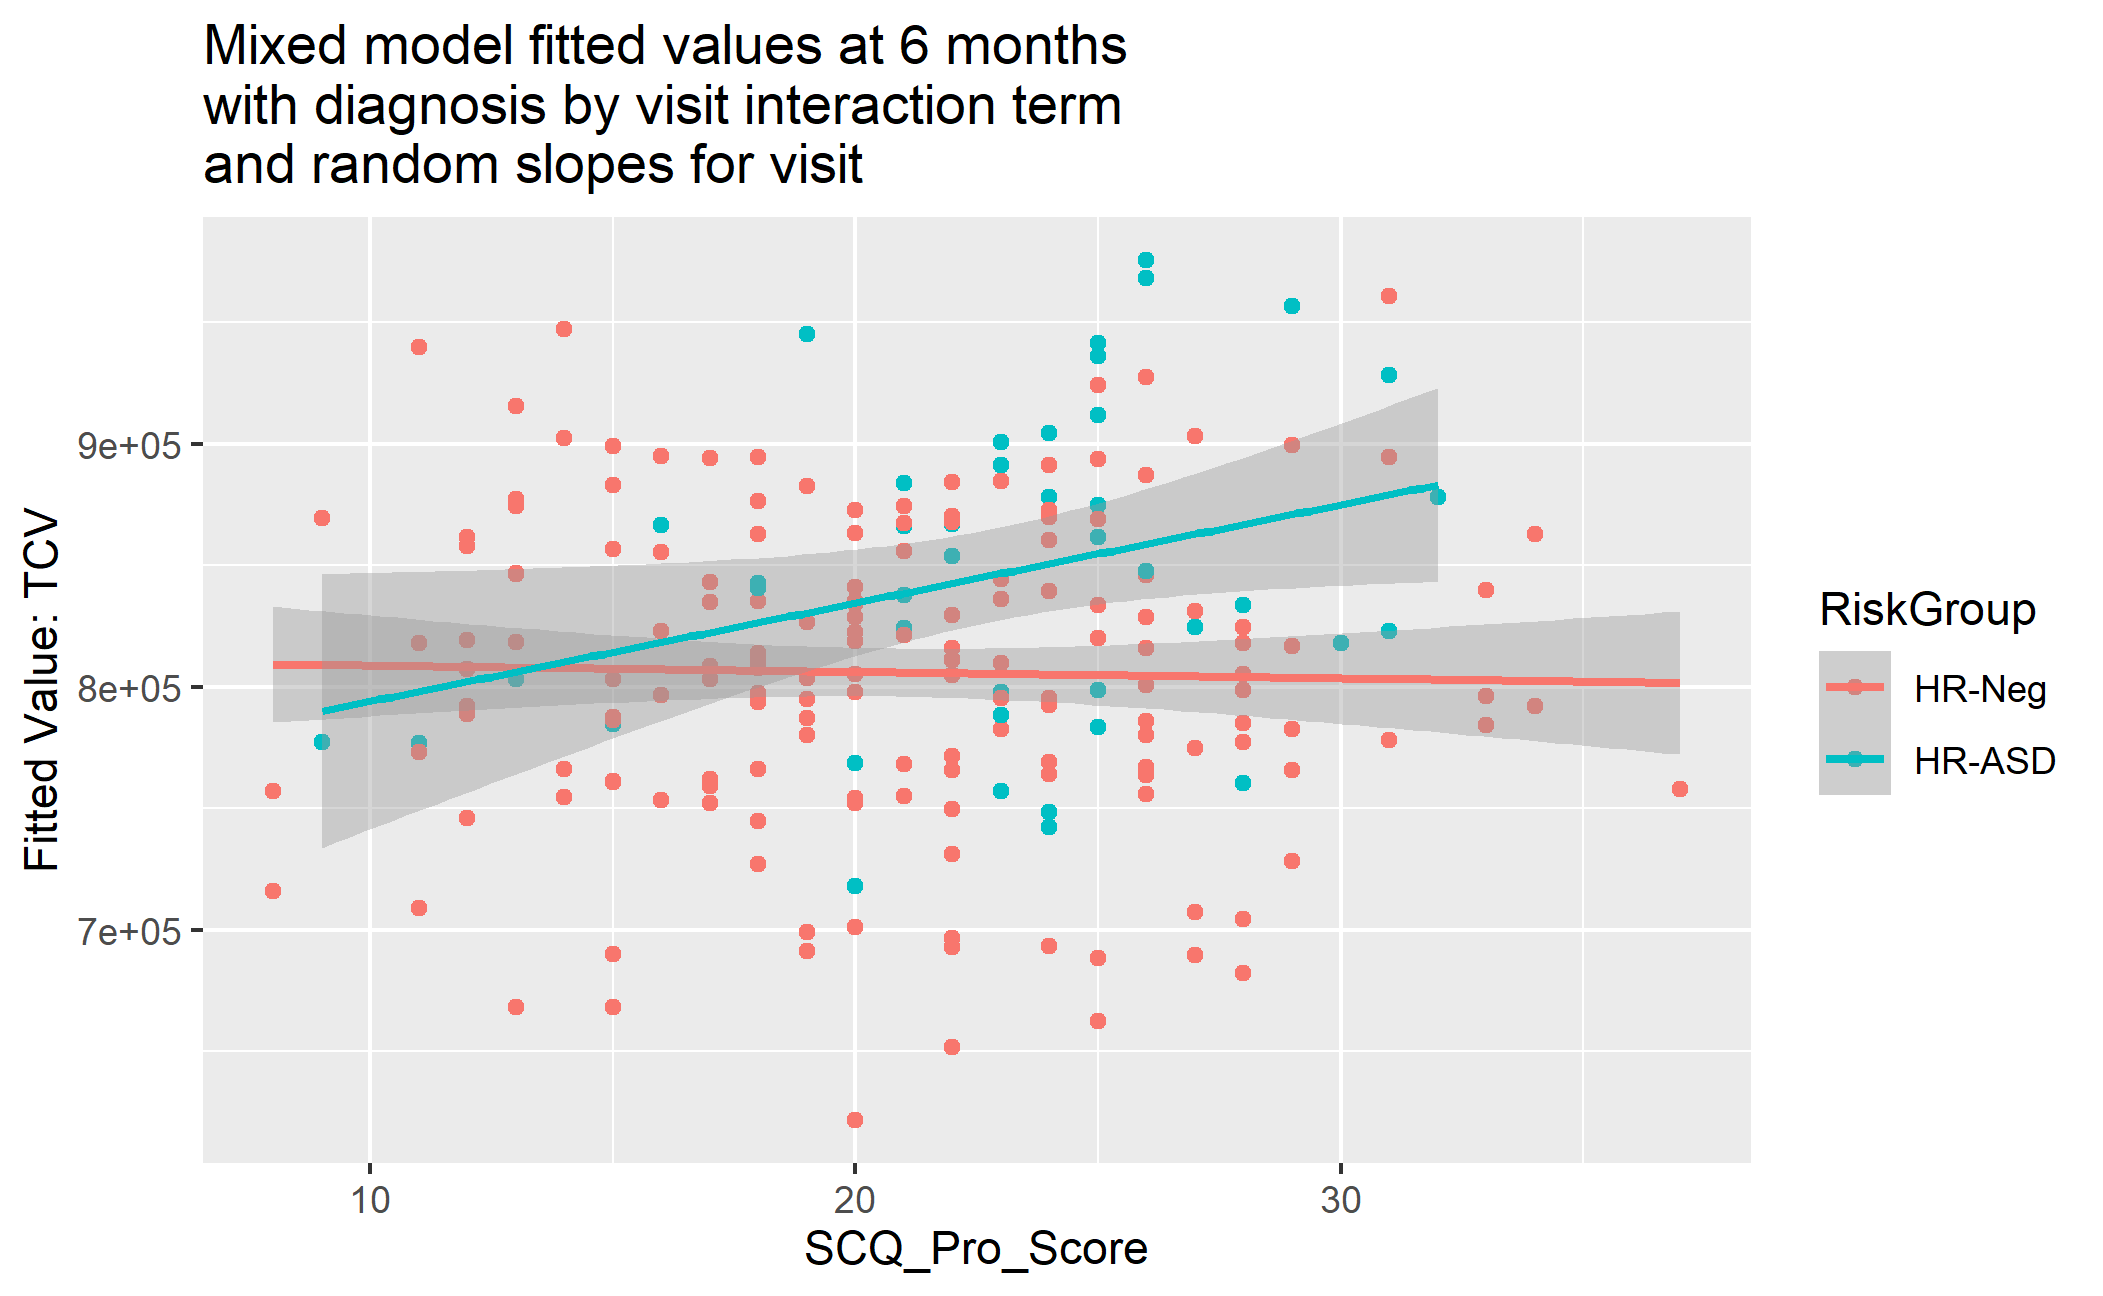 Mixed model fitted values at 6 months
with diagnosis by visit interaction term
and random slopes for visit
Fitted Value: TCV
9e+05
8e+05
7e+05
10
20
30
SCQ_Pro_Score
RiskGroup
HR-Neg
HR-ASD